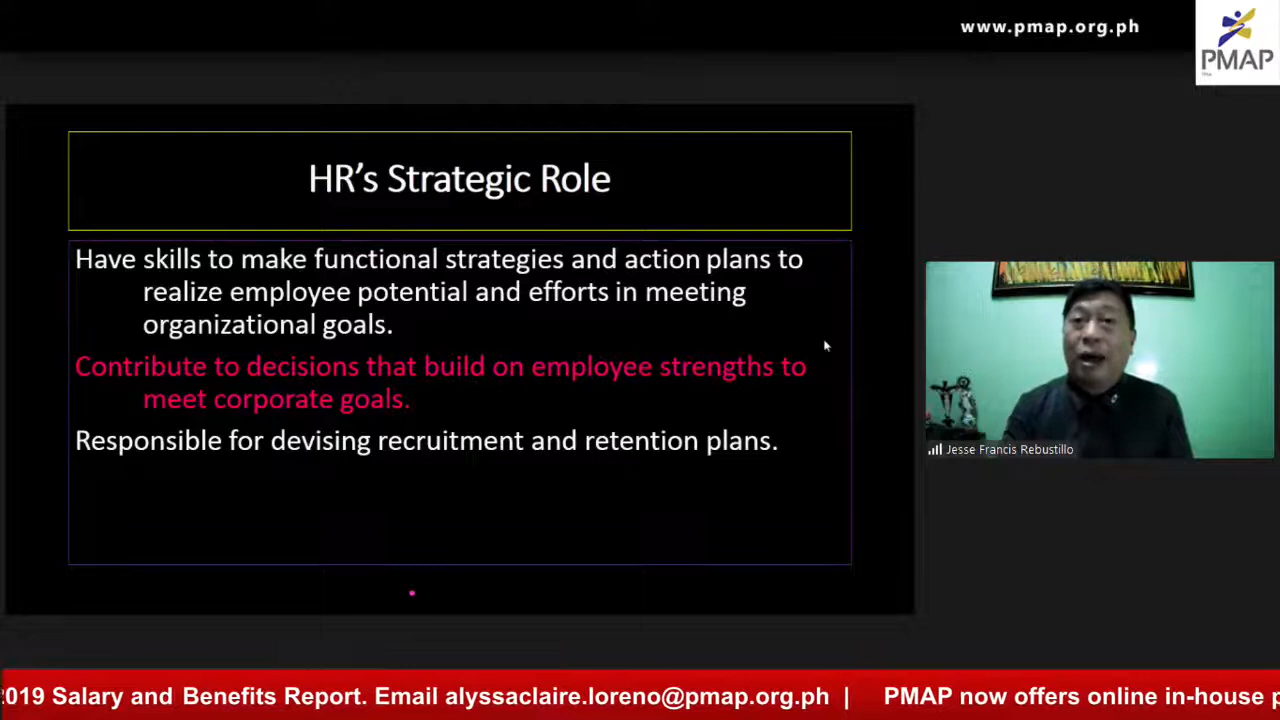 www.pmap.org.ph
PMAP
HR’s Strategic Role
Have skills to make functional strategies and action plans to
realize employee potential and efforts in meeting
organizational goals.
Contribute to decisions that build on employee strengths to
meet corporate goals.
Responsible for devising recruitment and retention plans.
Jesse Francis Rebustillo
2019 Salary and Benefits Report. Email alyssaclaire.loreno@pmap.org.ph | PMAP now offers online in-house